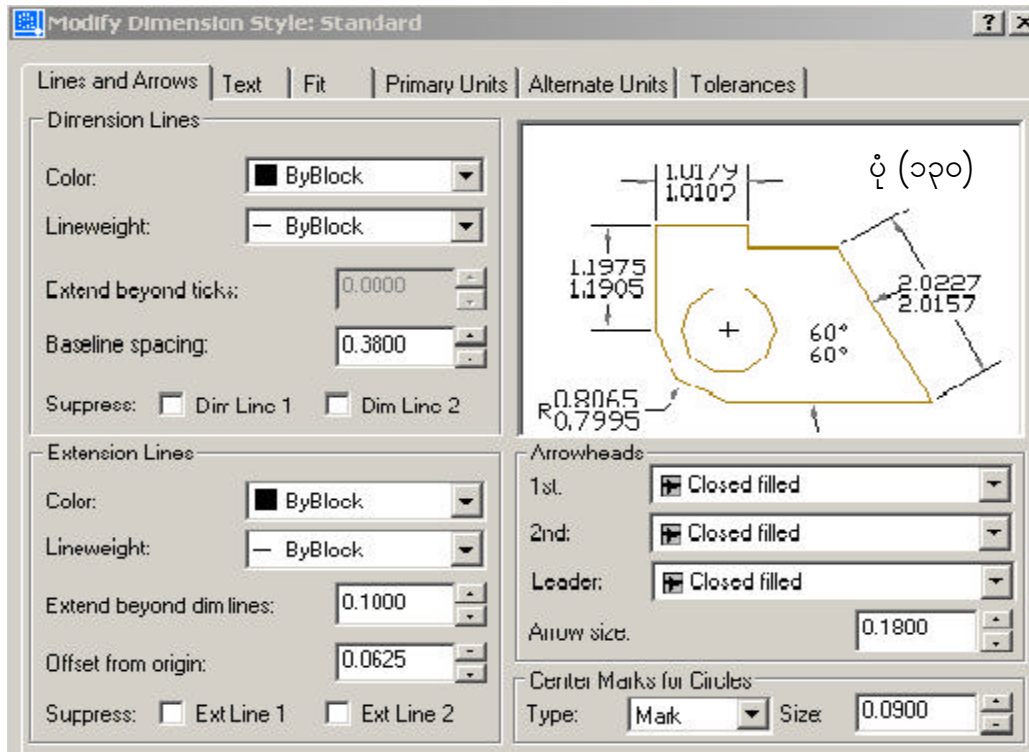 Modify Dimension Style: Standard
Lines and Arrows Text Fit Primary Units Alternate Units Tolerances
Dimension Lines
Color: ByBlock
Lineweight: ByBlock
Extend beyond ticks: 0.0000
Baseline spacing: 0.3800
Suppress: Dim Line 1 Dim Line 2
Extension Lines
Color: ByBlock
Lineweight: ByBlock
Extend beyond dim lines: 0.1000
Offset from origin: 0.0625
Suppress: Ext Line 1 Ext Line 2
ပုံ (၁၃၀)
1.0179
1.0109
1.1975
1.1905
2.0227
2.0157
60°
60°
R0.8065
0.7995
Arrowheads
1st: Closed filled
2nd: Closed filled
Leader: Closed filled
Arrow size: 0.1800
Center Marks for Circles
Type: Mark Size: 0.0900